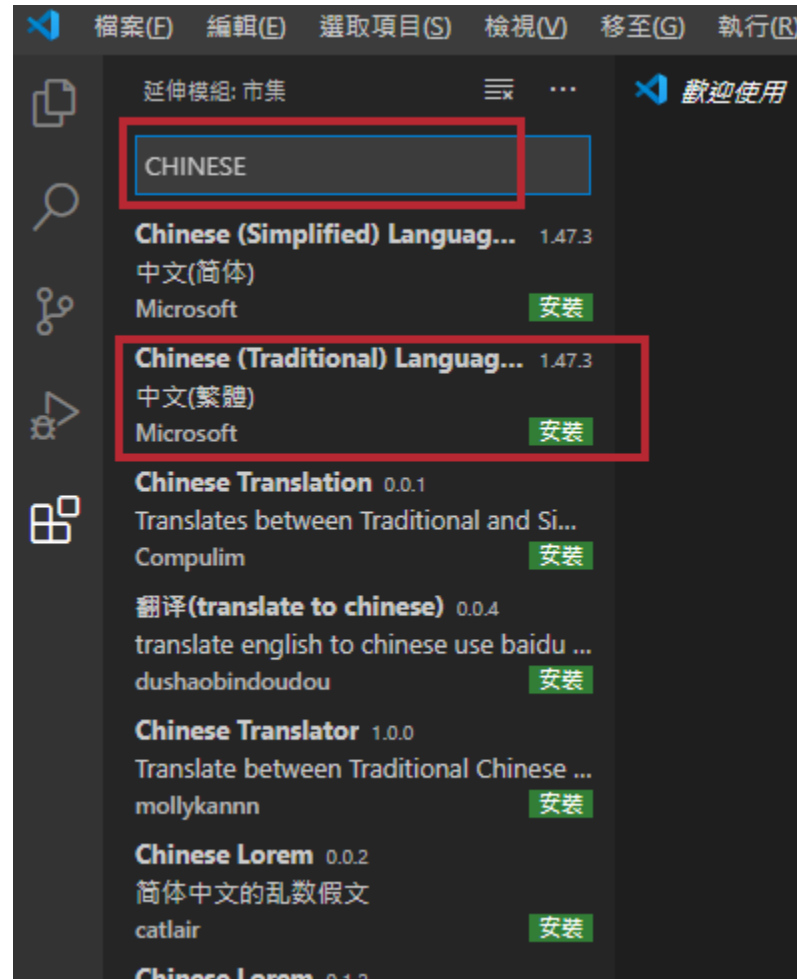 檔案(F) 編輯(E) 選取項目(S) 檢視(V) 移至(G) 執行(R)
延伸模組: 市集 ... 歡迎使用
CHINESE
Chinese (Simplified) Languag... 1.47.3
中文(简体)
Microsoft 安裝
Chinese (Traditional) Languag... 1.47.3
中文(繁體)
Microsoft 安裝
Chinese Translation 0.0.1
Translates between Traditional and Si...
Compulim 安裝
翻译(translate to chinese) 0.0.4
translate english to chinese use baidu ...
dushaobindoudou 安裝
Chinese Translator 1.0.0
Translate between Traditional Chinese ...
mollykannn 安裝
Chinese Lorem 0.0.2
简体中文的乱数假文
catlair 安裝
Chinese Lorem 0.1.2